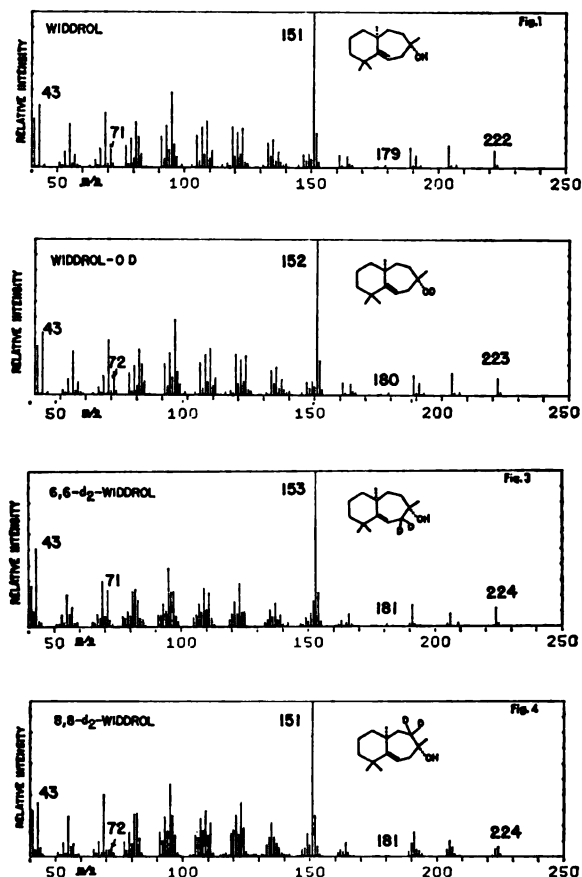 WIDDROL
151
Fig.1
OH
RELATIVE INTENSITY
43
71
179
222
50 m/e 100 150 200 250
WIDDROL-OD
152
OD
RELATIVE INTENSITY
43
72
180
223
50 m/e 100 150 200 250
6,6-d₂-WIDDROL
153
Fig. 3
OH
D D
RELATIVE INTENSITY
43
71
181
224
50 m/e 100 150 200 250
8,8-d₂-WIDDROL
151
Fig. 4
D D
OH
RELATIVE INTENSITY
43
72
181
224
50 m/e 100 150 200 250